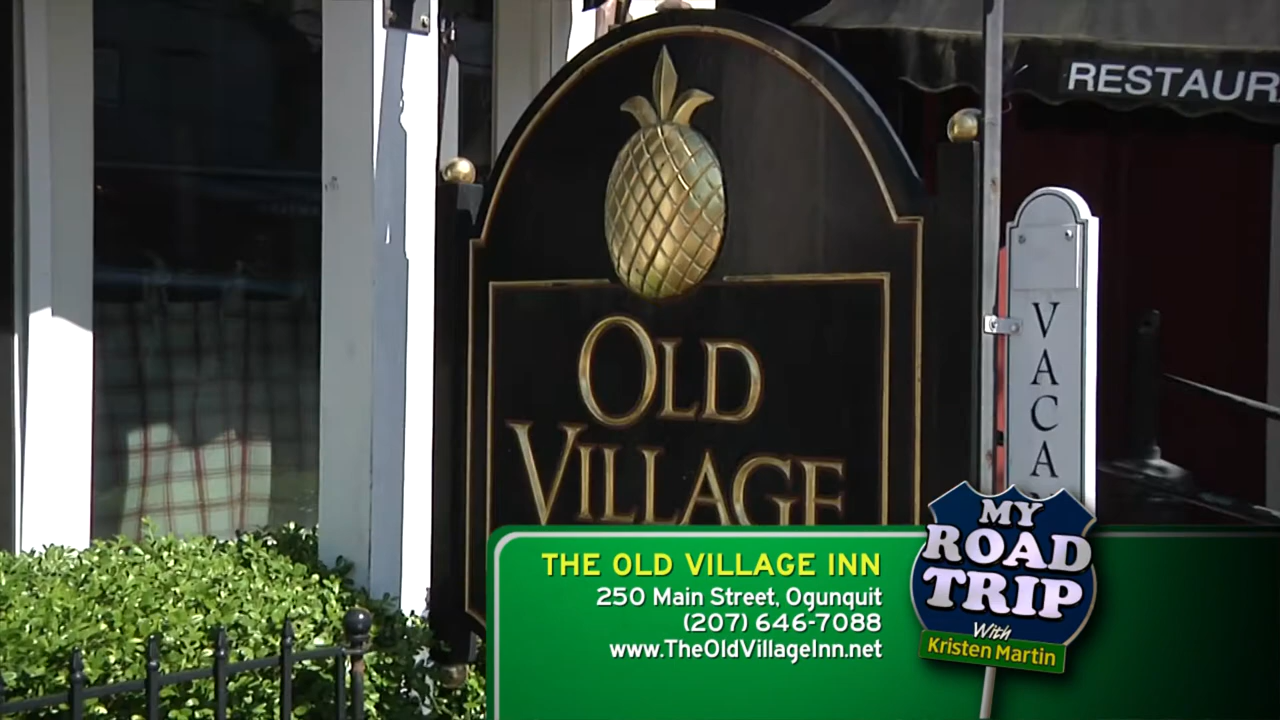 RESTAUR
OLD
VILLAGE
VACA
THE OLD VILLAGE INN
250 Main Street, Ogunquit
(207) 646-7088
www.TheOldVillageInn.net
MY
ROAD
TRIP
With
Kristen Martin